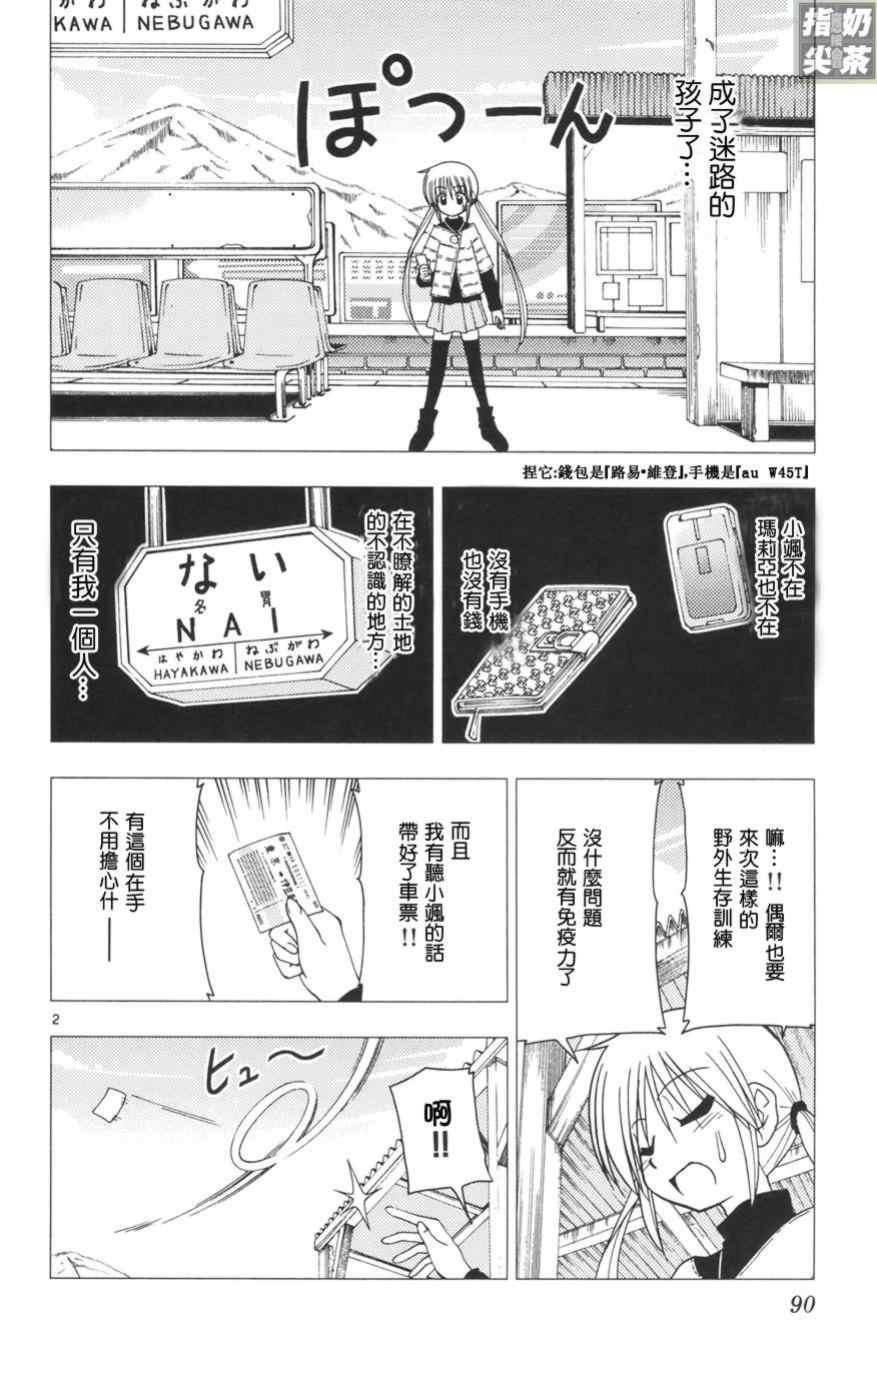 指奶
尖茶
かわ
ねぶかわ
KAWA
NEBUGAWA
ぽつーん
成了迷路的
孩子了…
捏它:錢包是『路易•維登』,手機是『au W45T』
小颯不在
瑪莉亞也不在
沒有手機
也沒有錢
在不瞭解的土地
的不認識的地方…
ない
名 胃
NAI
はやかわ
ねぶがわ
HAYAKAWA
NEBUGAWA
只有我一個人…
嘛…!! 偶爾也要
來次這樣的
野外生存訓練
沒什麼問題
反而就有免疫力了
而且
我有聽小颯的話
帶好了車票!!
有這個在手
不用擔心什
——
2
ヒュ〜
啊!!
90